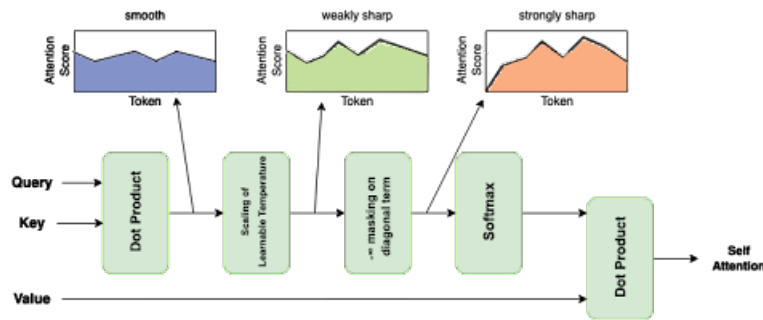 smooth
weakly sharp
strongly sharp
Attention
Score
Attention
Score
Attention
Score
Token
Token
Token
Query
Key
Value
Dot Product
Scaling of
Learnable Temperature
-∞ masking on
diagonal term
Softmax
Dot Product
Self
Attention